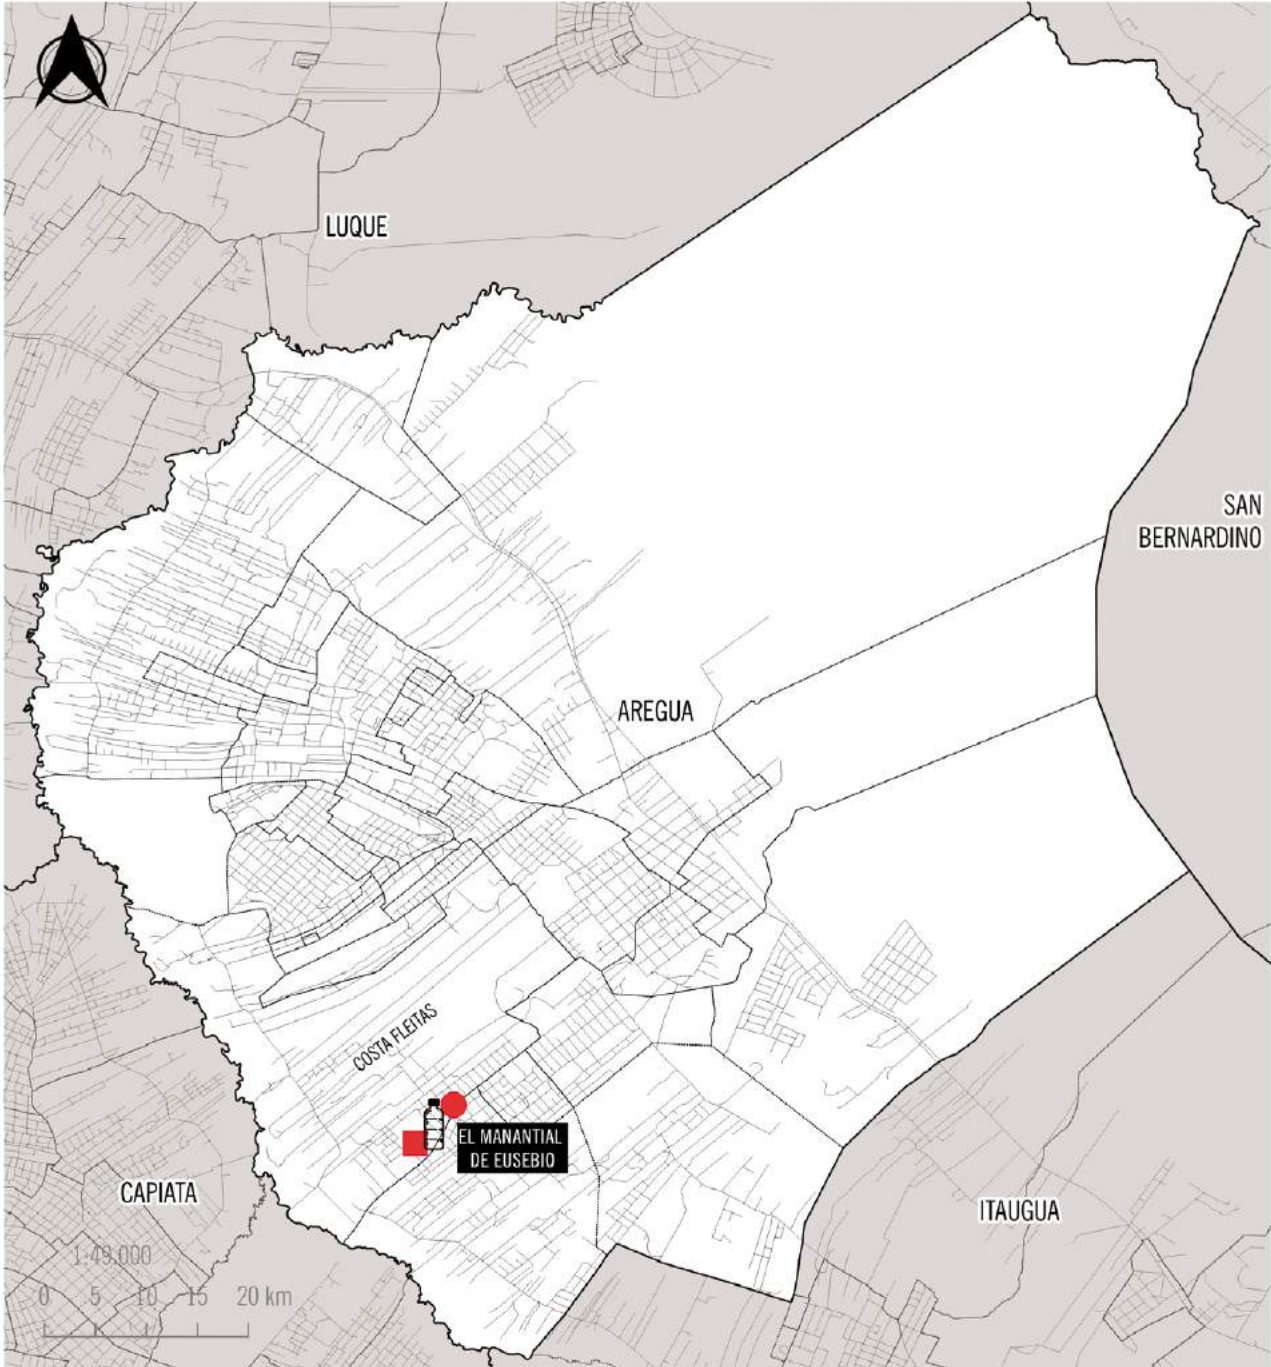 LUQUE
SAN
BERNARDINO
AREGUA
COSTA FLEITAS
EL MANANTIAL
DE EUSEBIO
CAPIATA
ITAUGUA
1:49,000
0 5 10 15 20 km